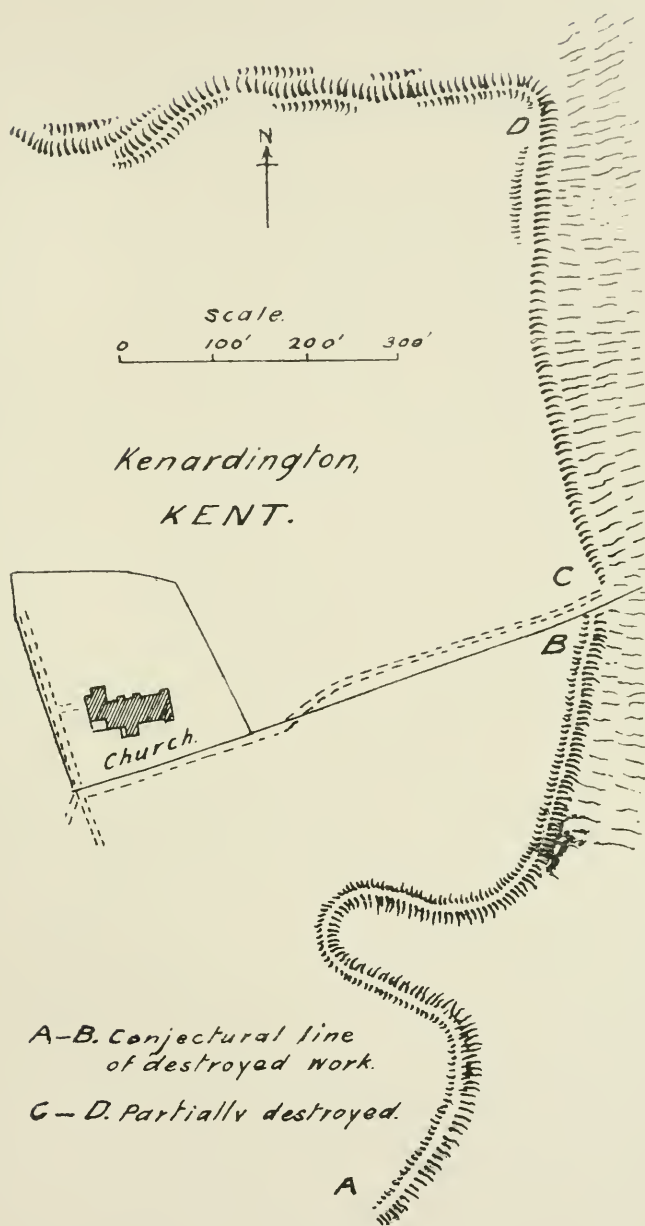 D
N
Scale.
0 100' 200' 300'
Kenardington,
KENT.
C
B
Church.
A–B. Conjectural line
of destroyed work.
C – D. Partially destroyed.
A